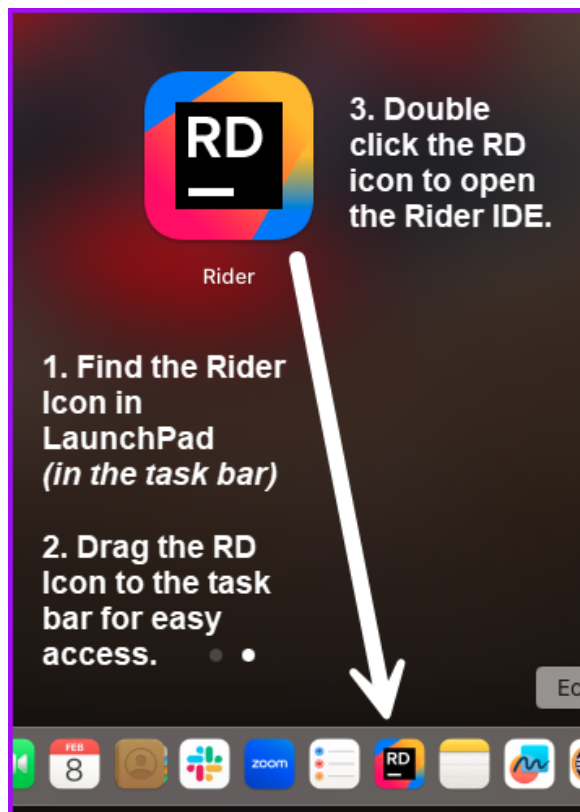 RD
Rider
3. Double
click the RD
icon to open
the Rider IDE.
1. Find the Rider
Icon in
LaunchPad
(in the task bar)
2. Drag the RD
Icon to the task
bar for easy
access.
FEB
8
zoom
RD